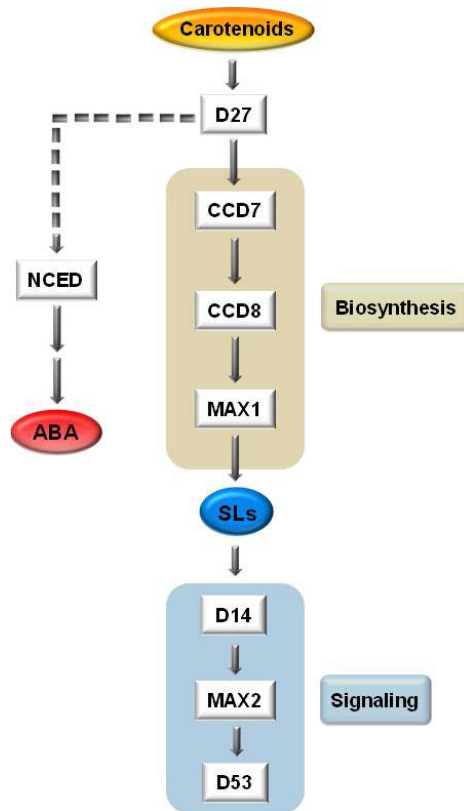 Carotenoids
D27
CCD7
NCED
CCD8
Biosynthesis
MAX1
ABA
SLs
D14
MAX2
Signaling
D53